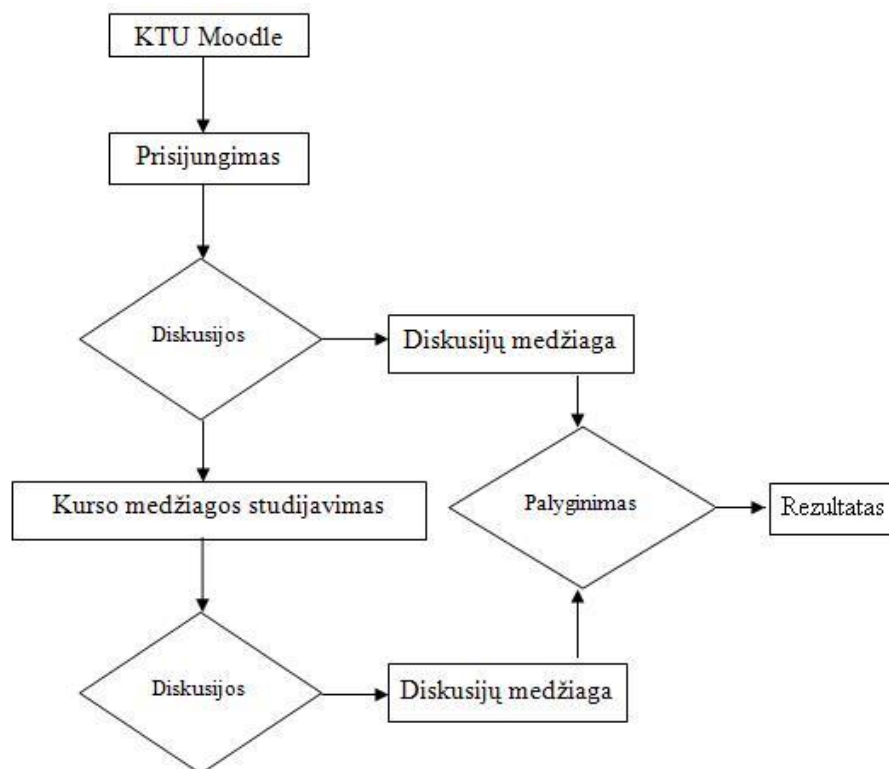 KTU Moodle
Prisijungimas
Diskusijos
Diskusijų medžiaga
Kurso medžiagos studijavimas
Palyginimas
Rezultatas
Diskusijos
Diskusijų medžiaga